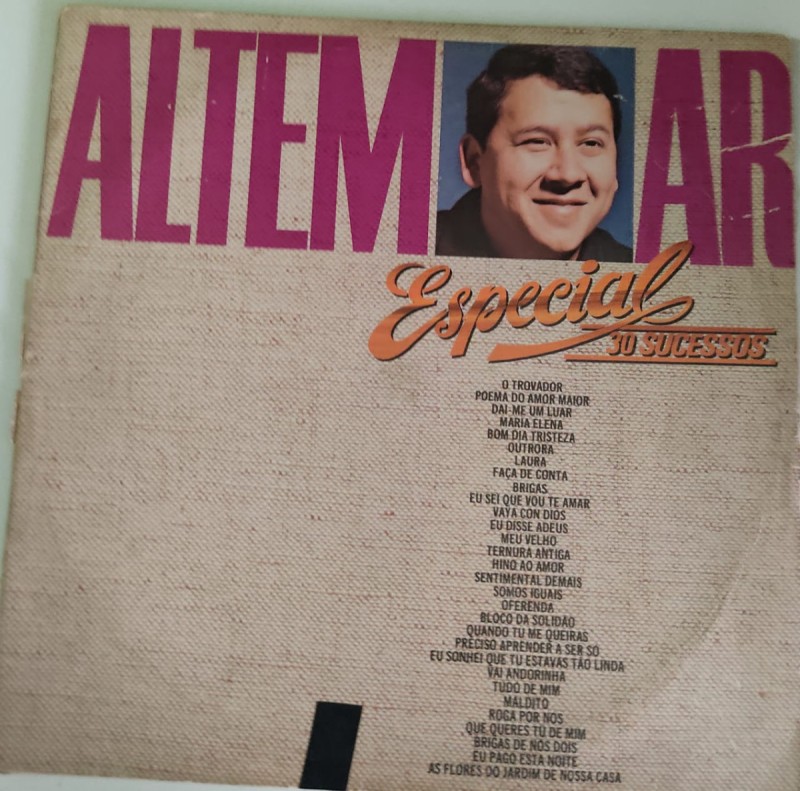 ALTEMAR
Especial
30 SUCESSOS
O TROVADOR
POEMA DO AMOR MAIOR
DAI-ME UM LUAR
MARIA ELENA
BOM DIA TRISTEZA
OUTRORA
LAURA
FAÇA DE CONTA
BRIGAS
EU SEI QUE VOU TE AMAR
VAYA CON DIOS
EU DISSE ADEUS
MEU VELHO
TERNURA ANTIGA
HINO AO AMOR
SENTIMENTAL DEMAIS
SOMOS IGUAIS
OFERENDA
BLOCO DA SOLIDÃO
QUANDO TU ME QUEIRAS
PRECISO APRENDER A SER SÓ
EU SONHEI QUE TU ESTAVAS TÃO LINDA
VAI ANDORINHA
TUDO DE MIM
MALDITO
ROGA POR NÓS
QUE QUERES TU DE MIM
BRIGAS DE NÓS DOIS
EU PAGO ESTA NOITE
AS FLORES DO JARDIM DE NOSSA CASA